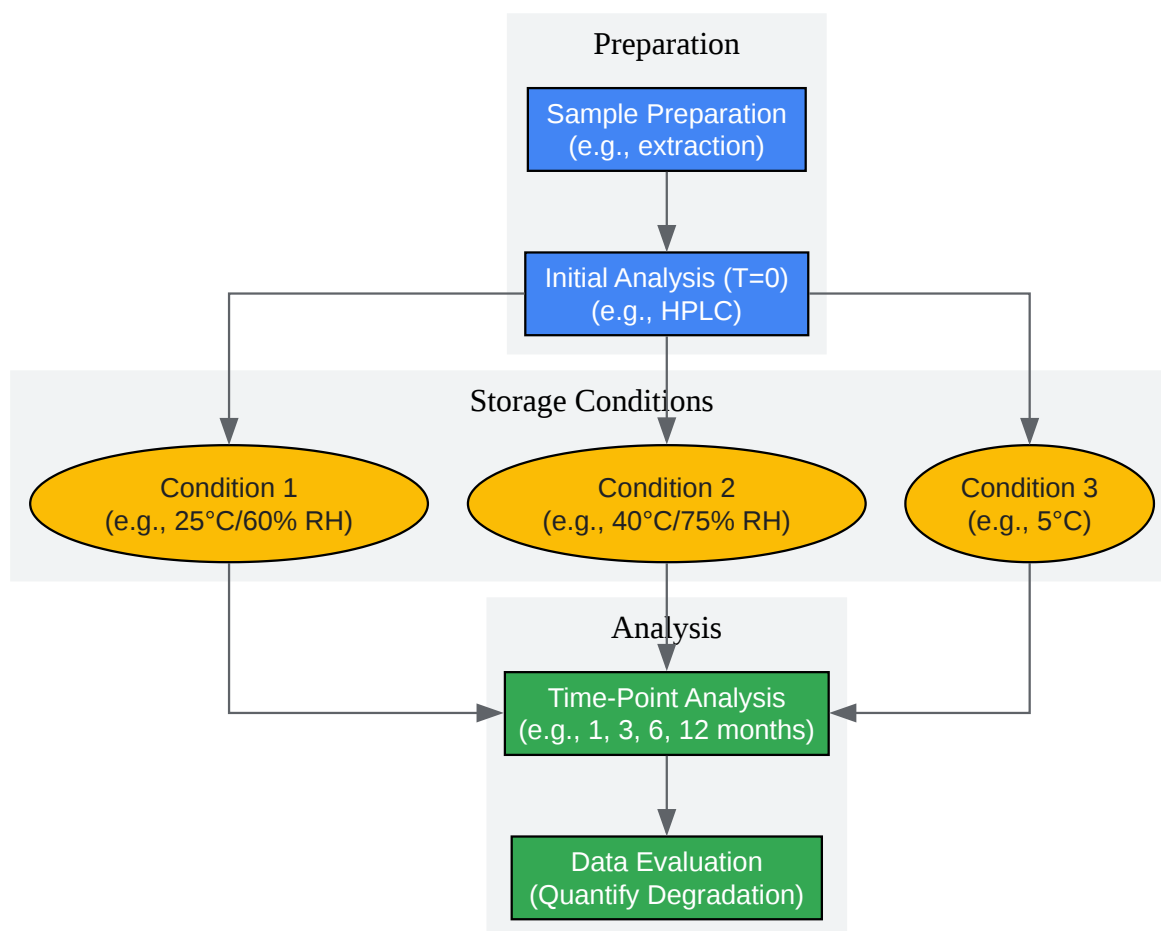 Preparation
Sample Preparation
(e.g., extraction)
Initial Analysis (T=0)
(e.g., HPLC)
Storage Conditions
Condition 1
(e.g., 25°C/60% RH)
Condition 2
(e.g., 40°C/75% RH)
Condition 3
(e.g., 5°C)
Analysis
Time-Point Analysis
(e.g., 1, 3, 6, 12 months)
Data Evaluation
(Quantify Degradation)